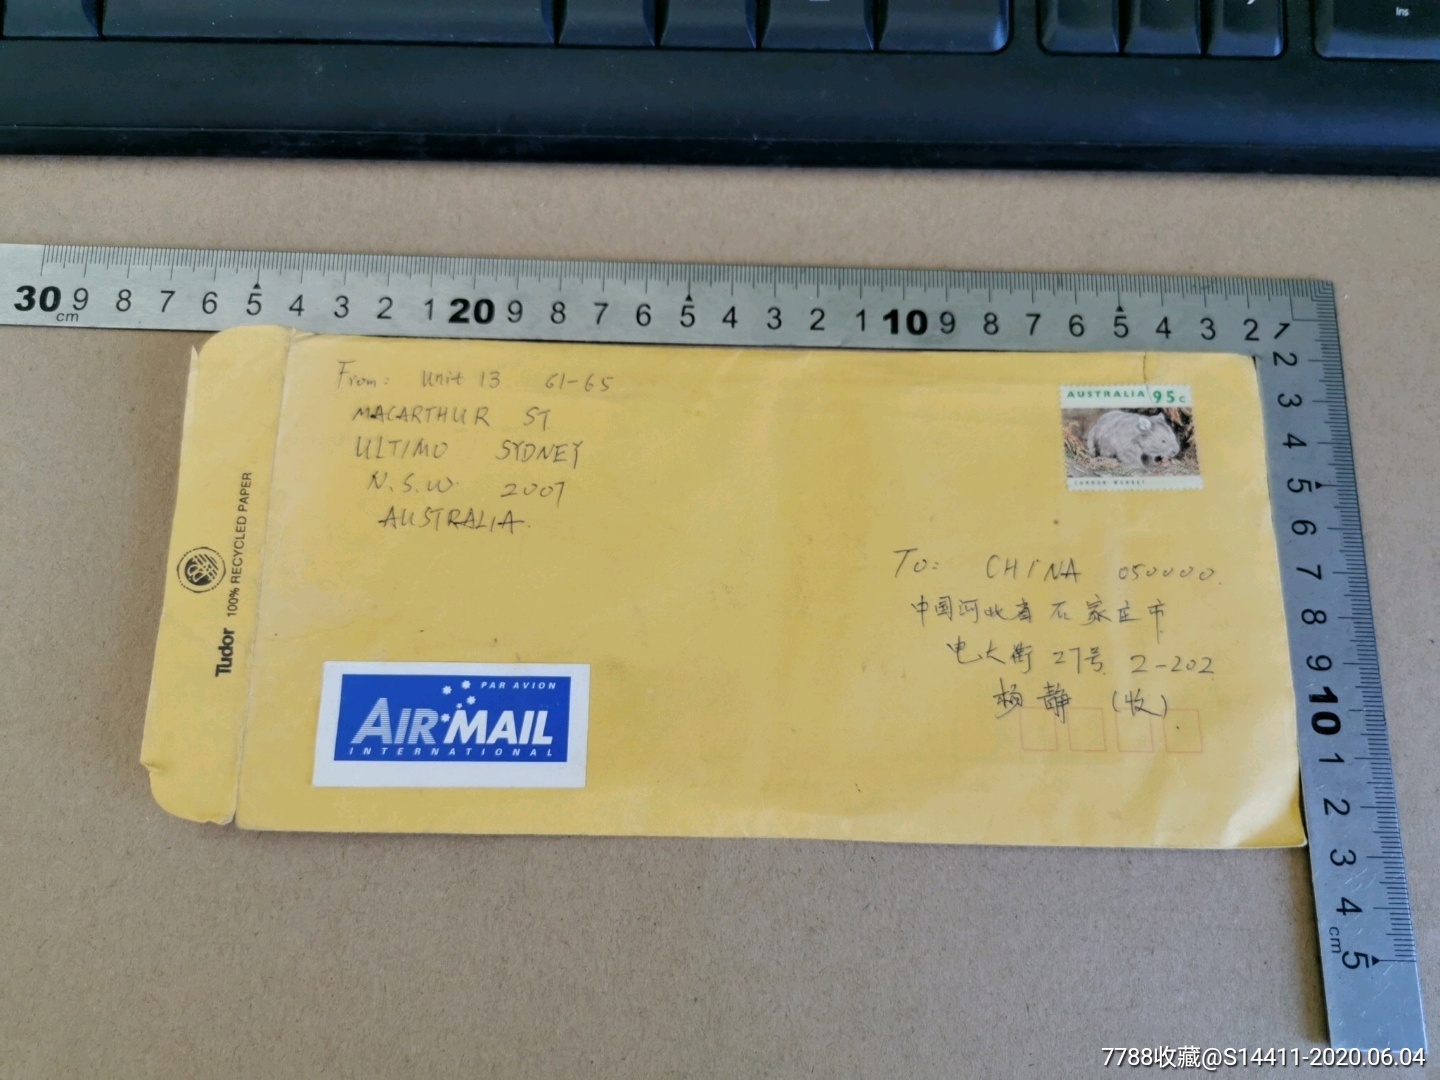 Ins
30 9 8 7 6 5 4 3 2 1 20 9 8 7 6 5 4 3 2 1 10 9 8 7 6 5 4 3 2 1
cm
2
3
4
5
6
7
8
9
10
1
2
3
4
cm
5
From: Unit 13 61-65
MACARTHUR ST
ULTIMO SYDNEY
N.S.W 2007
AUSTRALIA.
AUSTRALIA 95c
COMMON WOMBAT
To: CHINA 050000.
中国河北省石家庄市
电大街27号 2-202
杨静 (收)
Tudor 100% RECYCLED PAPER
PAR AVION
AIR MAIL
INTERNATIONAL
7788收藏@S14411-2020.06.04